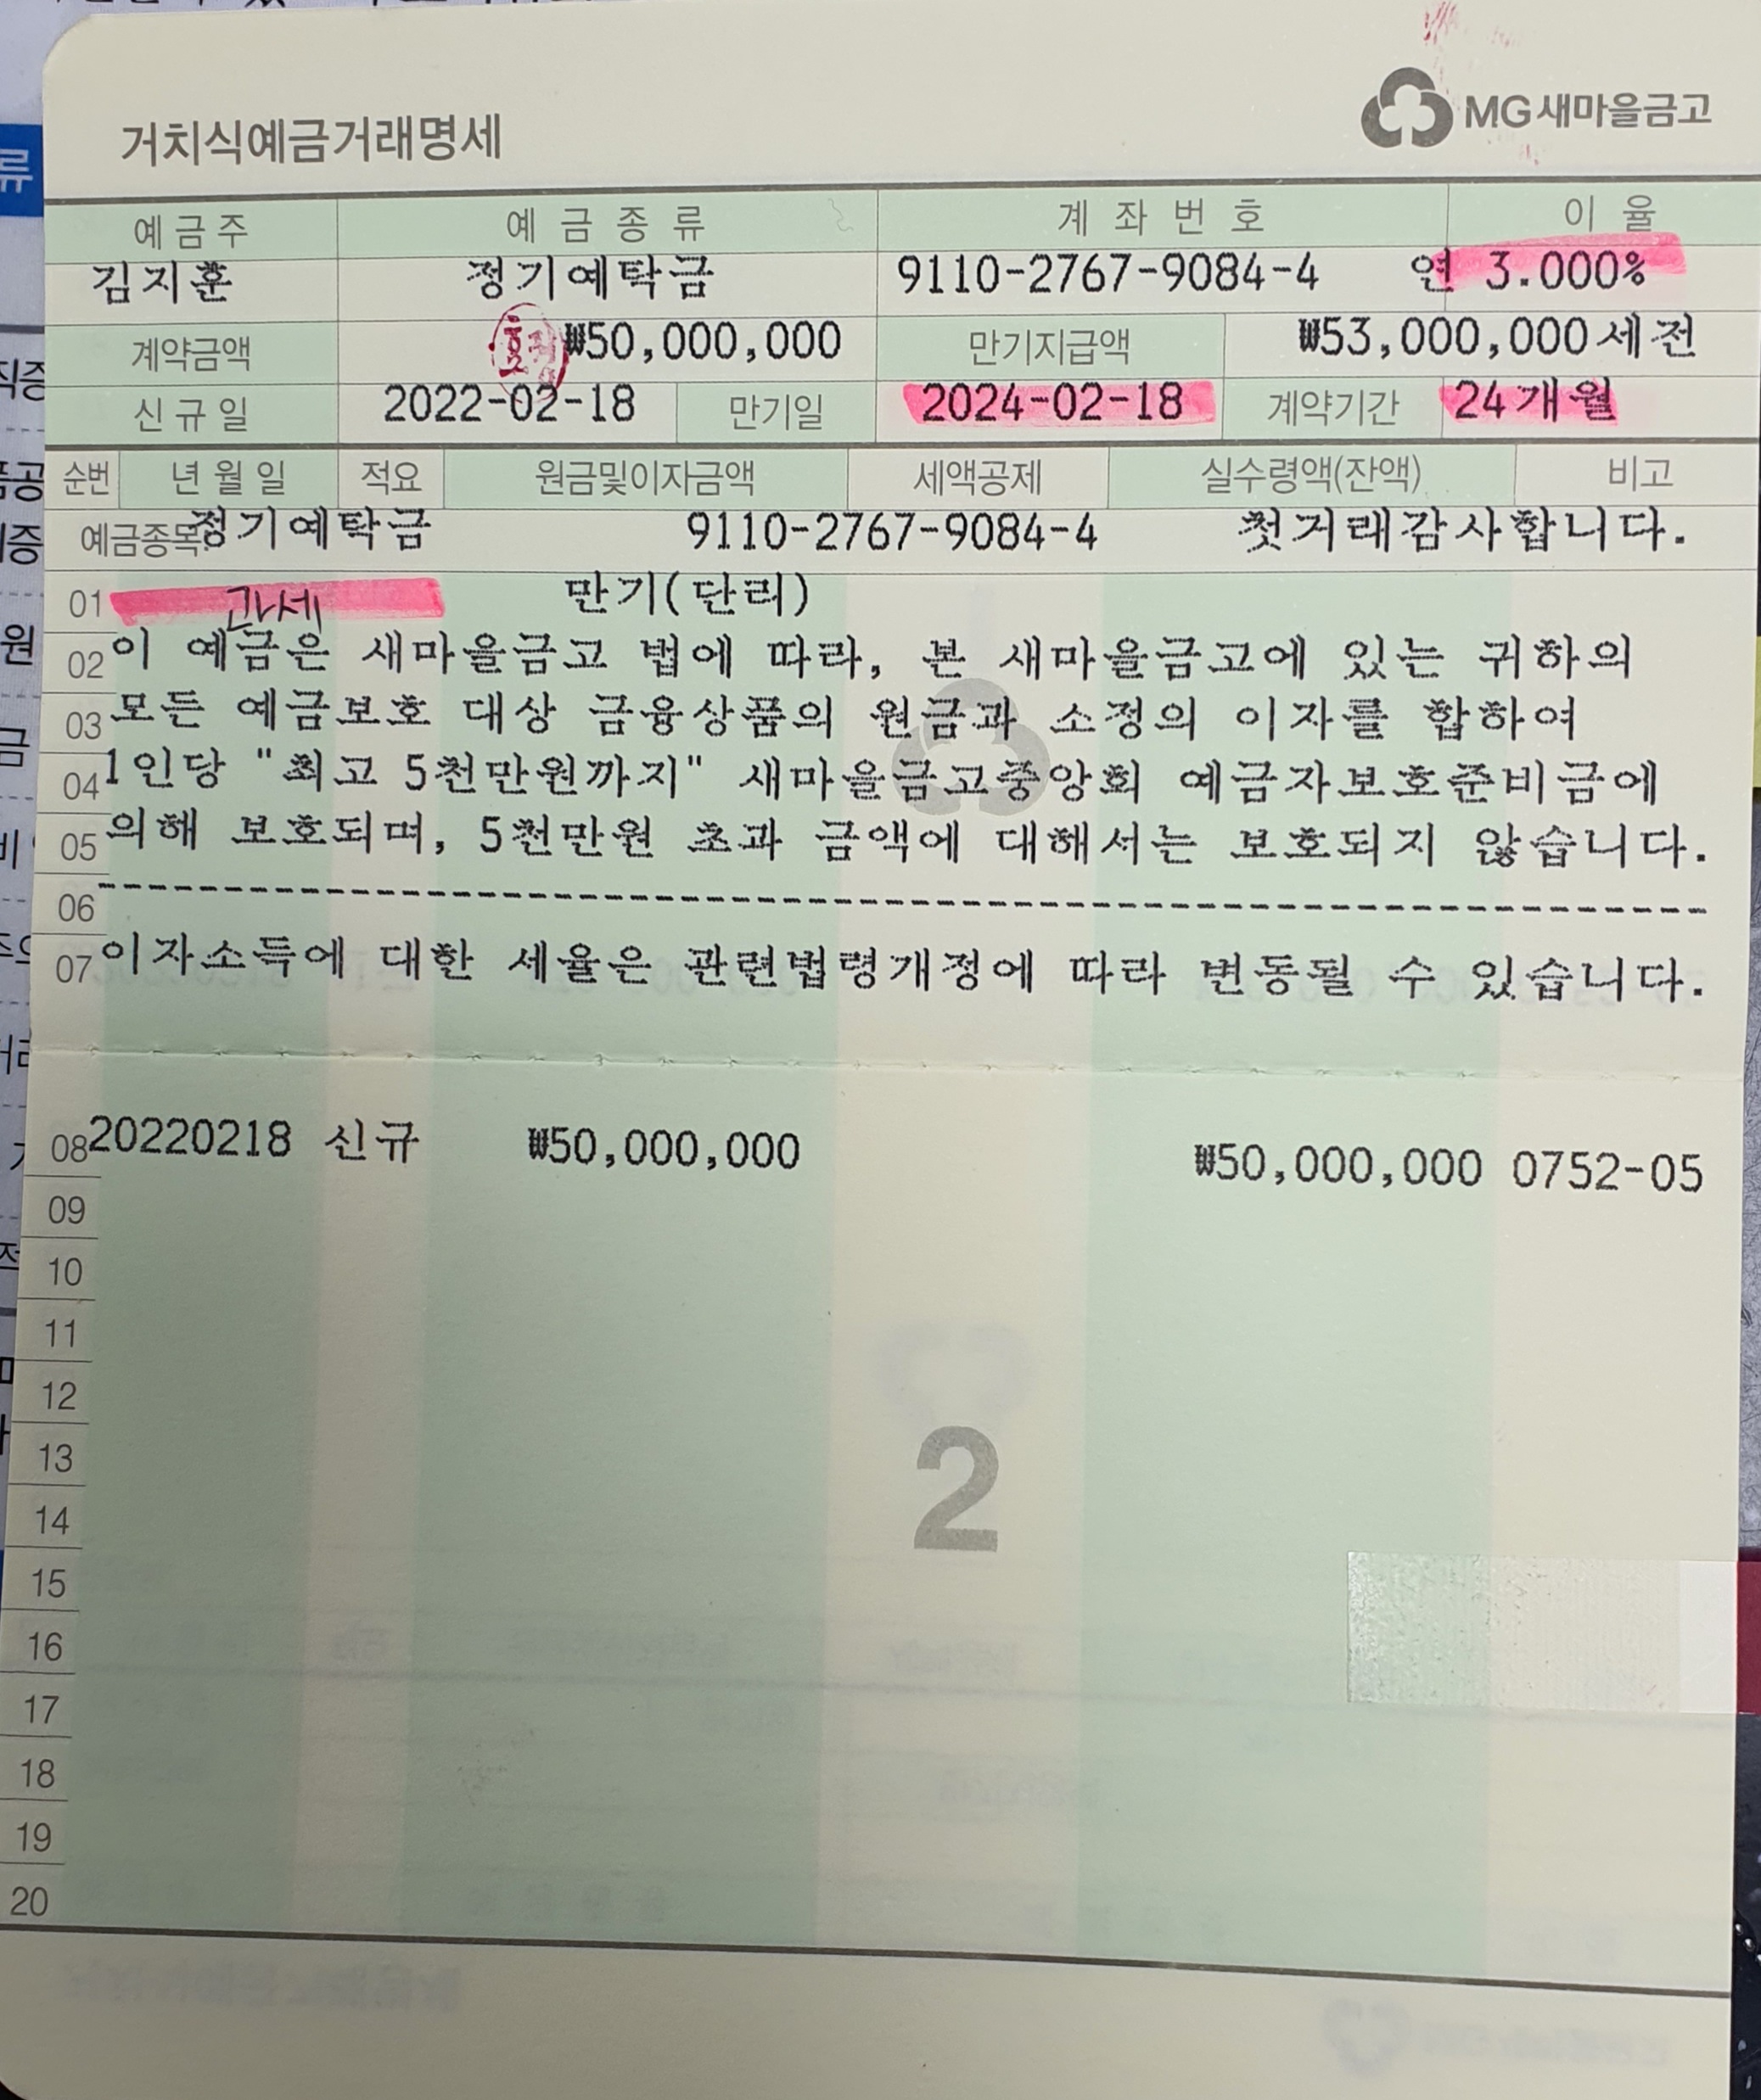 거치식예금거래명세
MG새마을금고
예금주 예금종류 계좌번호 이율
김지훈 정기예탁금 9110-2767-9084-4 연 3.000%
계약금액 ₩50,000,000 만기지급액 ₩53,000,000세전
신규일 2022-02-18 만기일 2024-02-18 계약기간 24개월
순번 년월일 적요 원금및이자금액 세액공제 실수령액(잔액) 비고
예금종목: 정기예탁금 9110-2767-9084-4 첫거래감사합니다.
01 과세 만기(단리)
02 이 예금은 새마을금고 법에 따라, 본 새마을금고에 있는 귀하의
03 모든 예금보호 대상 금융상품의 원금과 소정의 이자를 합하여
04 1인당 "최고 5천만원까지" 새마을금고중앙회 예금자보호준비금에
05 의해 보호되며, 5천만원 초과 금액에 대해서는 보호되지 않습니다.
06 --------------------------------
07 이자소득에 대한 세율은 관련법령개정에 따라 변동될 수 있습니다.
08 20220218 신규 ₩50,000,000 ₩50,000,000 0752-05
09
10
11
12
13
14
15
16
17
18
19
20
2